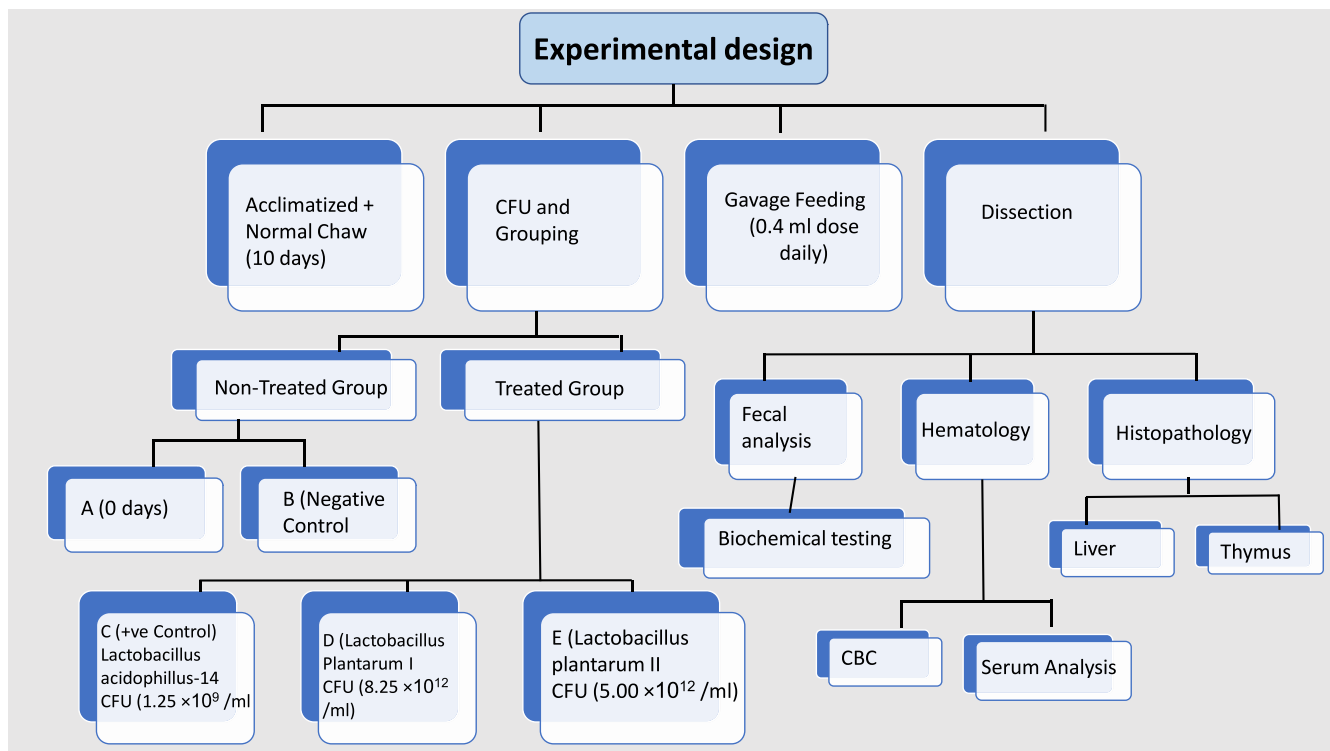 Experimental design
Acclimatized +
Normal Chaw
(10 days)
CFU and
Grouping
Gavage Feeding
(0.4 ml dose
daily)
Dissection
Non-Treated Group
Treated Group
A (0 days)
B (Negative
Control
C (+ve Control)
Lactobacillus
acidophillus-14
CFU (1.25 ×10⁹ /ml
D (Lactobacillus
Plantarum I
CFU (8.25 ×10¹²
/ml)
E (Lactobacillus
plantarum II
CFU (5.00 ×10¹² /ml)
Fecal
analysis
Hematology
Histopathology
Biochemical testing
Liver
Thymus
CBC
Serum Analysis